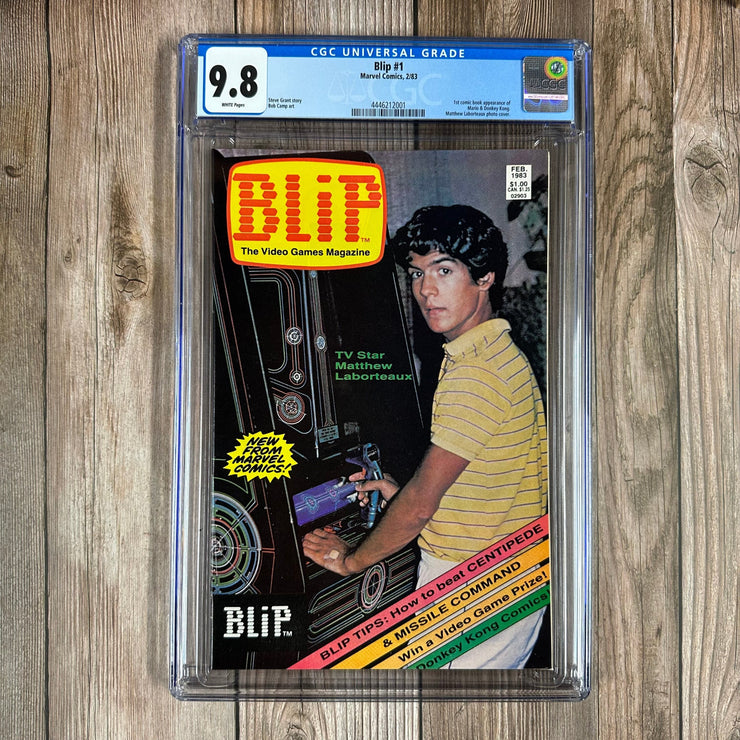 CGC UNIVERSAL GRADE
9.8
WHITE Pages
Blip #1
Marvel Comics, 2/83
Steve Grant story
Bob Camp art
4446212001
1st comic book appearance of
Mario & Donkey Kong.
Matthew Laborteaux photo cover.
CGC
BLiP TM
The Video Games Magazine
FEB.
1983
$1.00
CAN. $1.25
02903
TV Star
Matthew
Laborteaux
NEW
FROM
MARVEL
COMICS!
BLIP TIPS: How to beat CENTIPEDE
& MISSILE COMMAND
Win a Video Game Prize!
Donkey Kong Comics
BLiP TM